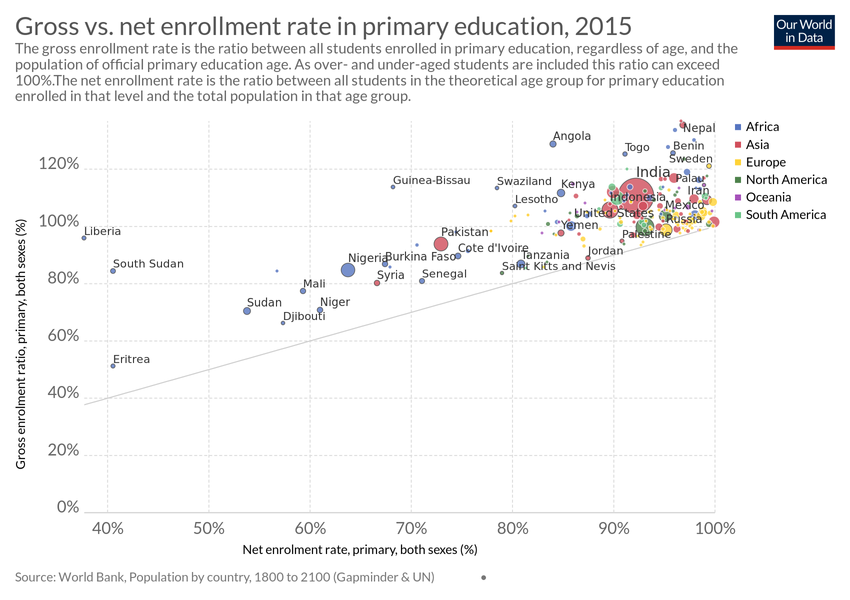 Gross vs. net enrollment rate in primary education, 2015
Our World
in Data
The gross enrollment rate is the ratio between all students enrolled in primary education, regardless of age, and the
population of official primary education age. As over- and under-aged students are included this ratio can exceed
100%.The net enrollment rate is the ratio between all students in the theoretical age group for primary education
enrolled in that level and the total population in that age group.
Africa
Asia
Europe
North America
Oceania
South America
Nepal
Angola
Togo
Benin
Sweden
120%
India
Palau
Guinea-Bissau
Swaziland
Kenya
Iran
Lesotho
Indonesia
Mexico
United States
100%
Liberia
Pakistan
Yemen
Russia
Palestine
Cote d'Ivoire
Nigeria
Burkina Faso
Tanzania
Jordan
South Sudan
Syria
Senegal
Saint Kitts and Nevis
80%
Mali
Sudan
Niger
Djibouti
60%
Eritrea
40%
20%
0%
40%
50%
60%
70%
80%
90%
100%
Gross enrolment ratio, primary, both sexes (%)
Net enrolment rate, primary, both sexes (%)
Source: World Bank, Population by country, 1800 to 2100 (Gapminder & UN)